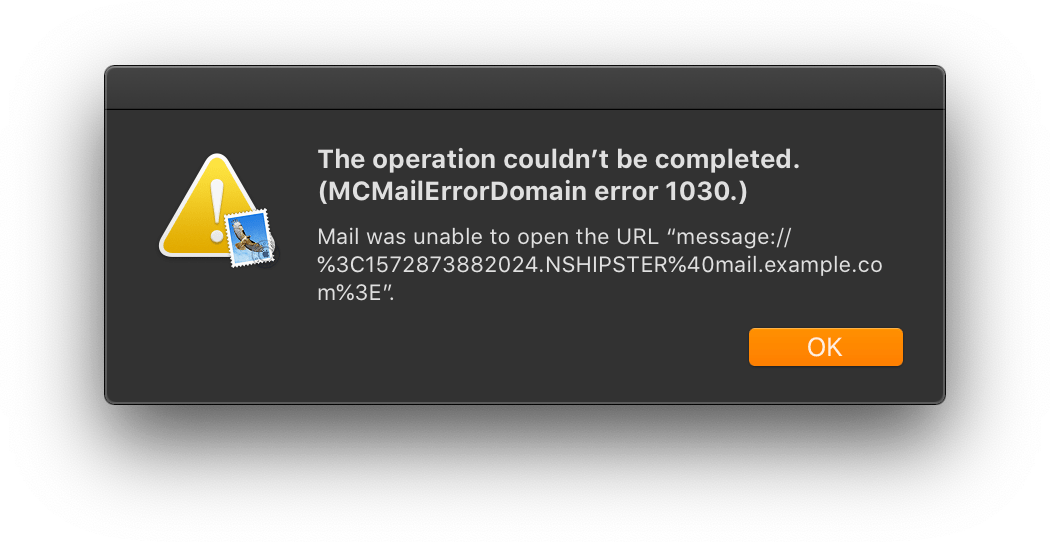 The operation couldn’t be completed.
(MCMailErrorDomain error 1030.)
Mail was unable to open the URL “message://
%3C1572873882024.NSHIPSTER%40mail.example.co
m%3E”.
OK